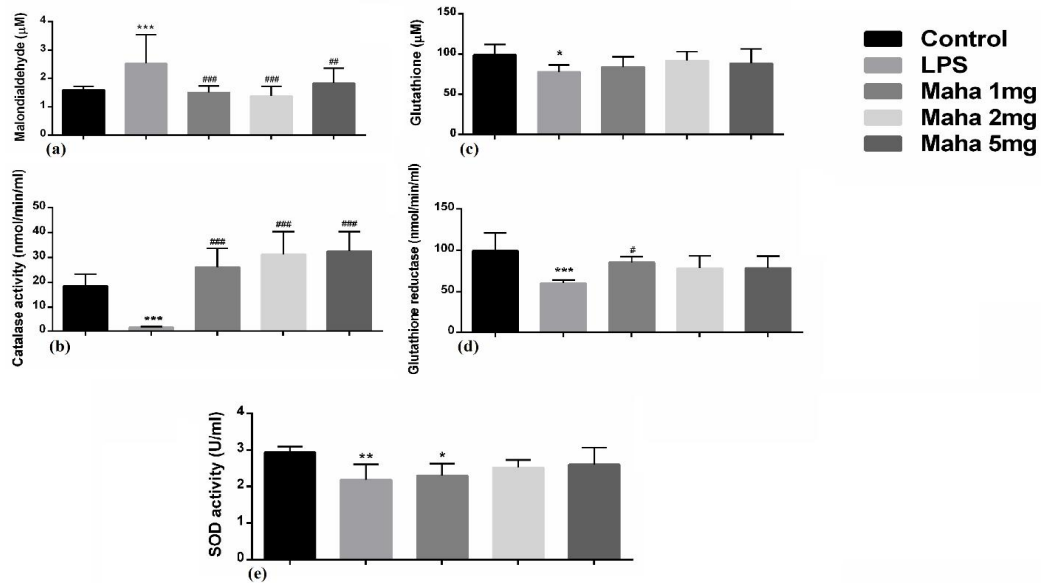 Malondialdehyde (µM)
4
3
2
1
0
***
###
###
##
(a)
Glutathione (µM)
150
100
50
0
*
(c)
Control
LPS
Maha 1mg
Maha 2mg
Maha 5mg
Catalase activity (nmol/min/ml)
50
40
30
20
10
0
***
###
###
###
(b)
Glutathione reductase (nmol/min/ml)
150
100
50
0
***
#
(d)
SOD activity (U/ml)
4
3
2
1
0
**
*
(e)